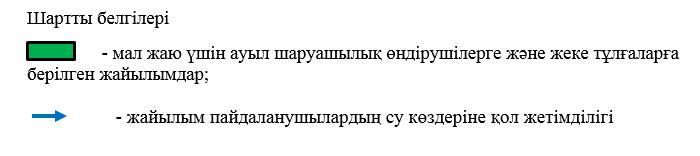 Шартты белгілері
- мал жаю үшін ауыл шаруашылық өндірушілерге және жеке тұлғаларға
берілген жайылымдар;
- жайылым пайдаланушылардың су көздеріне қол жетімділігі